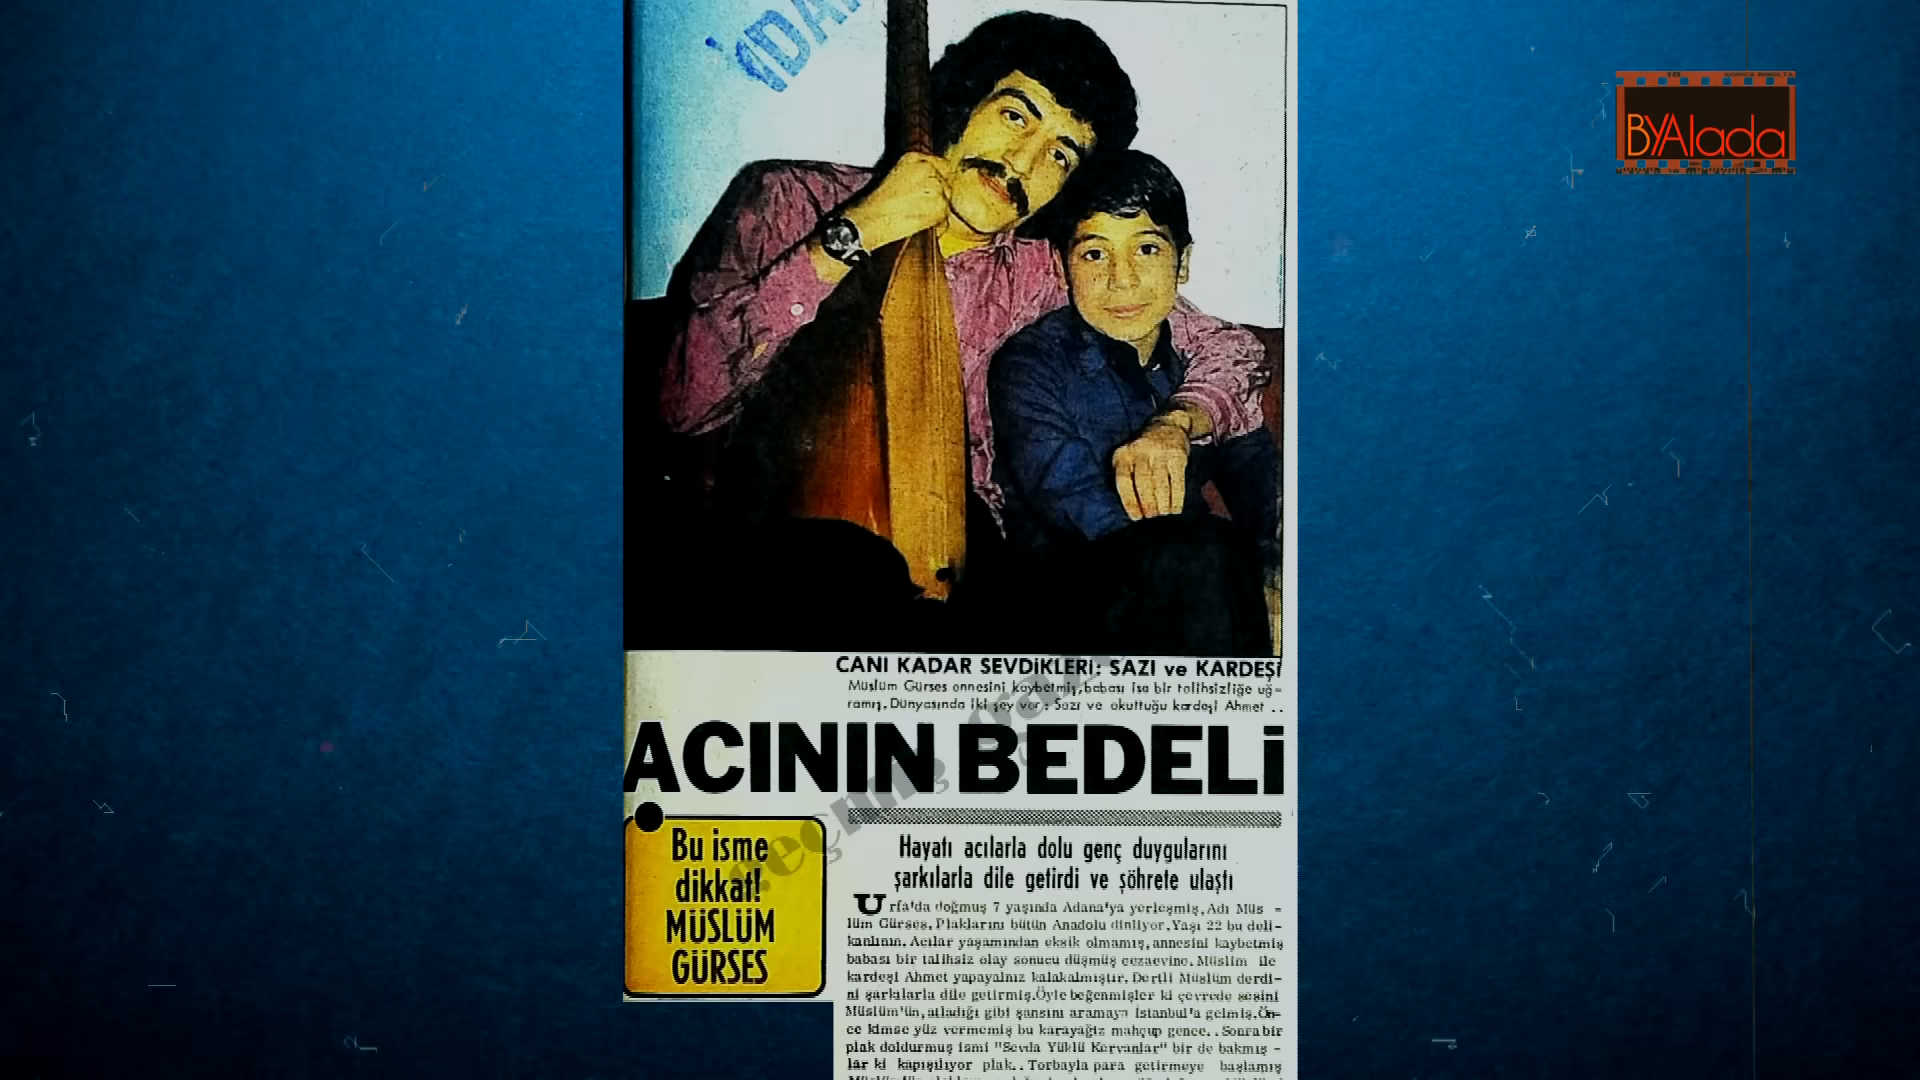 BYAlada
CANI KADAR SEVDİKLERİ: SAZI ve KARDEŞİ
Müslüm Gürses annesini kaybetmiş, babası ise bir talihsizliğe uğ-
ramış. Dünyasında iki şey var: Sazı ve okuttuğu kardeşi Ahmet ..
ACININ BEDELİ
Bu isme
dikkat!
MÜSLÜM
GÜRSES
Hayatı acılarla dolu genç duygularını
şarkılarla dile getirdi ve şöhrete ulaştı
Urfa'da doğmuş 7 yaşında Adana'ya yerleşmiş. Adı Müs -
lüm Gürses. Plaklarını bütün Anadolu dinliyor. Yaşı 22 bu deli-
kanlının. Acılar yaşamından eksik olmamış, annesini kaybetmiş
babası bir talihsiz olay sonucu düşmüş cezaevine. Müslim ile
kardeşi Ahmet yapayalnız kalakalmıştır. Dertli Müslüm derdi-
ni şarkılarla dile getirmiş. Öyle beğenmişler ki çevrede sesini
Müslüm'ün, atladığı gibi şansını aramaya İstanbul'a gelmiş. Ön-
ce kimse yüz vermemiş bu karayağız mahçup gence.. Sonra bir
plak doldurmuş ismi "Sevda Yüklü Kervanlar" bir de bakmış -
lar ki kapışılıyor plak.. Torbayla para getirmeye başlamış